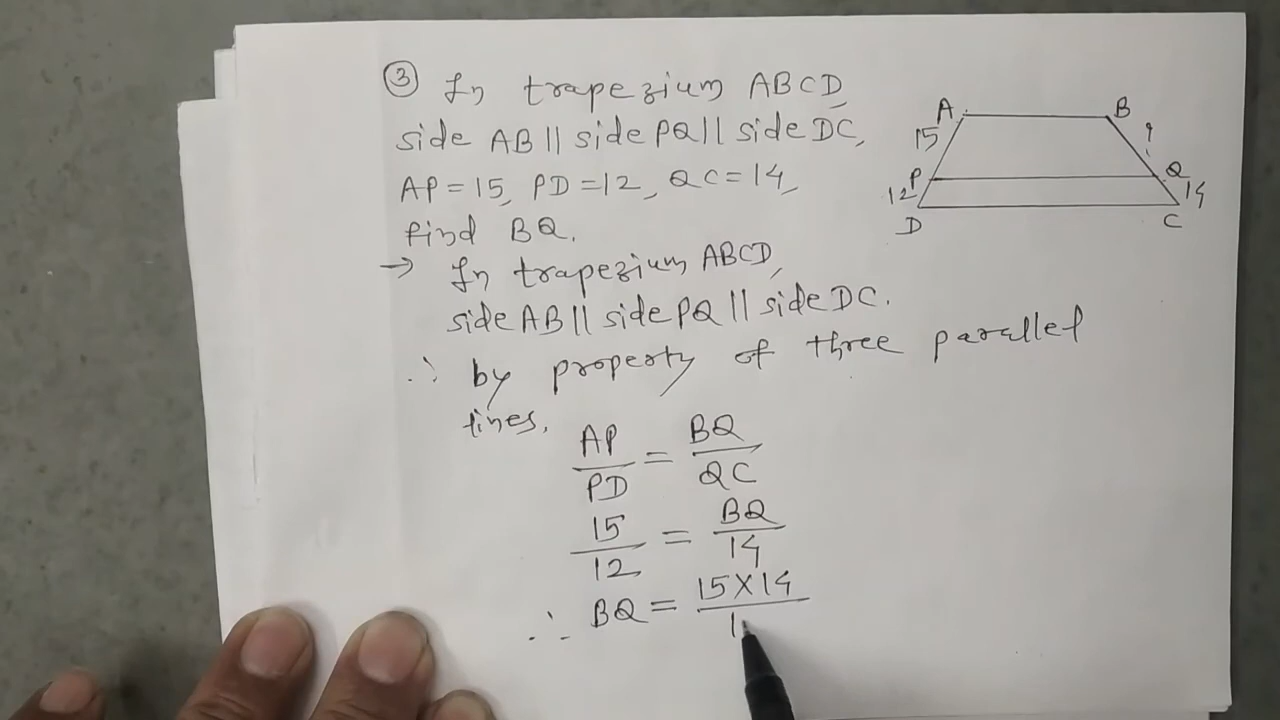 ③ In trapezium ABCD,
side AB || side PQ || side DC,
AP = 15, PD = 12, QC = 14,
find BQ.
→ In trapezium ABCD,
side AB || side PQ || side DC.
∴ by property of three parallel
lines,
AP/PD = BQ/QC
15/12 = BQ/14
∴ BQ = 15×14/1
A B
15 ?
P Q
12 14
D C